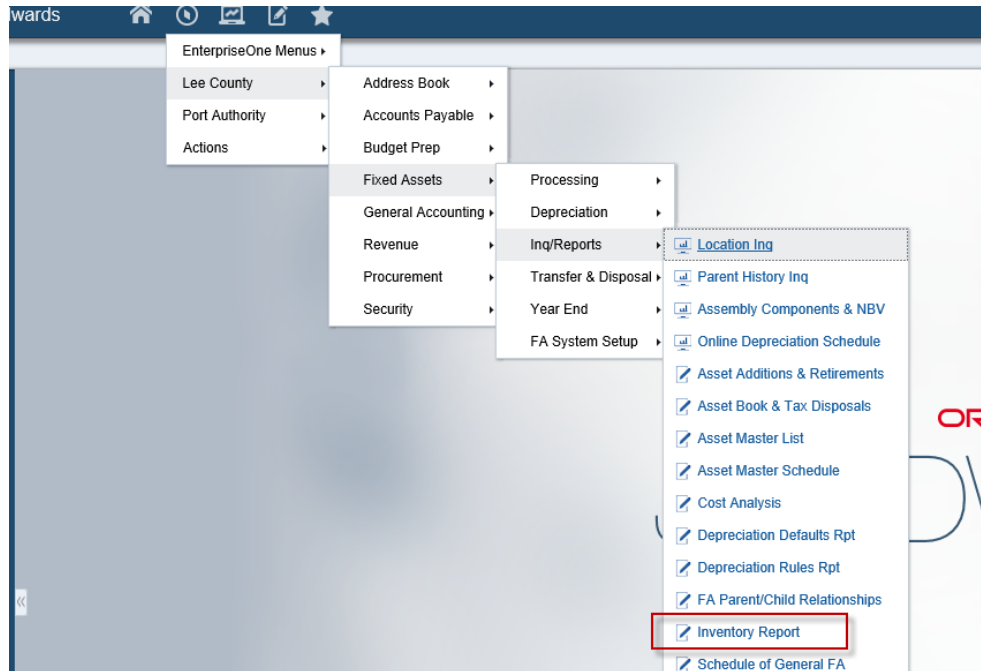 wards
EnterpriseOne Menus
Lee County
Port Authority
Actions
Address Book
Accounts Payable
Budget Prep
Fixed Assets
General Accounting
Revenue
Procurement
Security
Processing
Depreciation
Inq/Reports
Transfer & Disposal
Year End
FA System Setup
Location Inq
Parent History Inq
Assembly Components & NBV
Online Depreciation Schedule
Asset Additions & Retirements
Asset Book & Tax Disposals
Asset Master List
Asset Master Schedule
Cost Analysis
Depreciation Defaults Rpt
Depreciation Rules Rpt
FA Parent/Child Relationships
Inventory Report
Schedule of General FA
OR